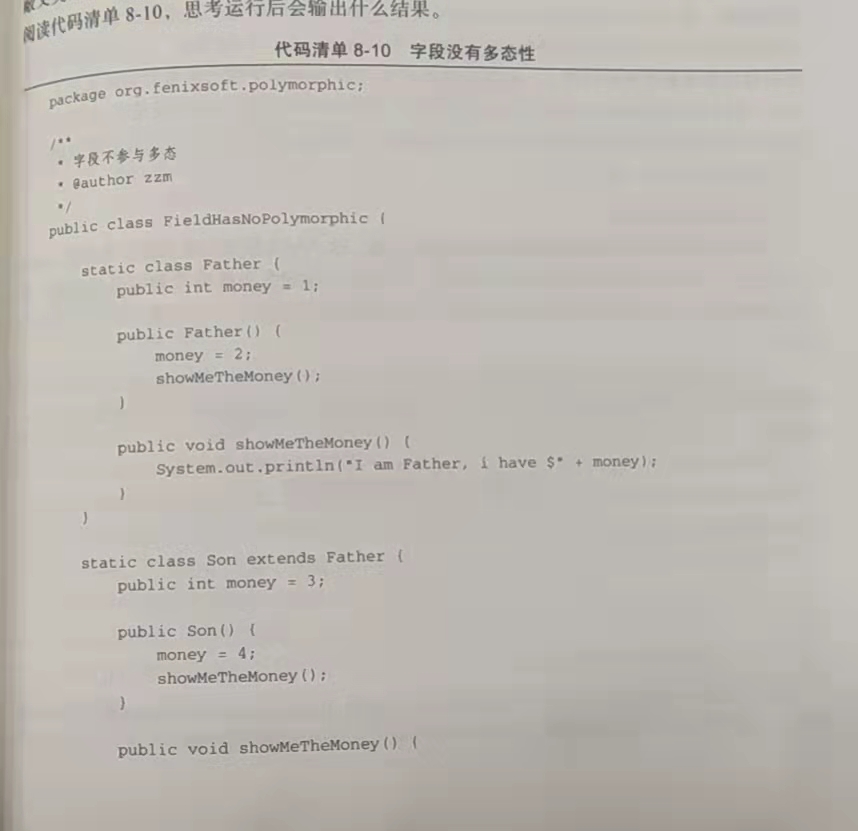 阅读代码清单 8-10，思考运行后会输出什么结果。
代码清单 8-10 字段没有多态性
package org.fenixsoft.polymorphic;
/**
* 字段不参与多态
* @author zzm
*/
public class FieldHasNoPolymorphic {
static class Father {
public int money = 1;
public Father() {
money = 2;
showMeTheMoney();
}
public void showMeTheMoney() {
System.out.println("I am Father, i have $" + money);
}
}
static class Son extends Father {
public int money = 3;
public Son() {
money = 4;
showMeTheMoney();
}
public void showMeTheMoney() {